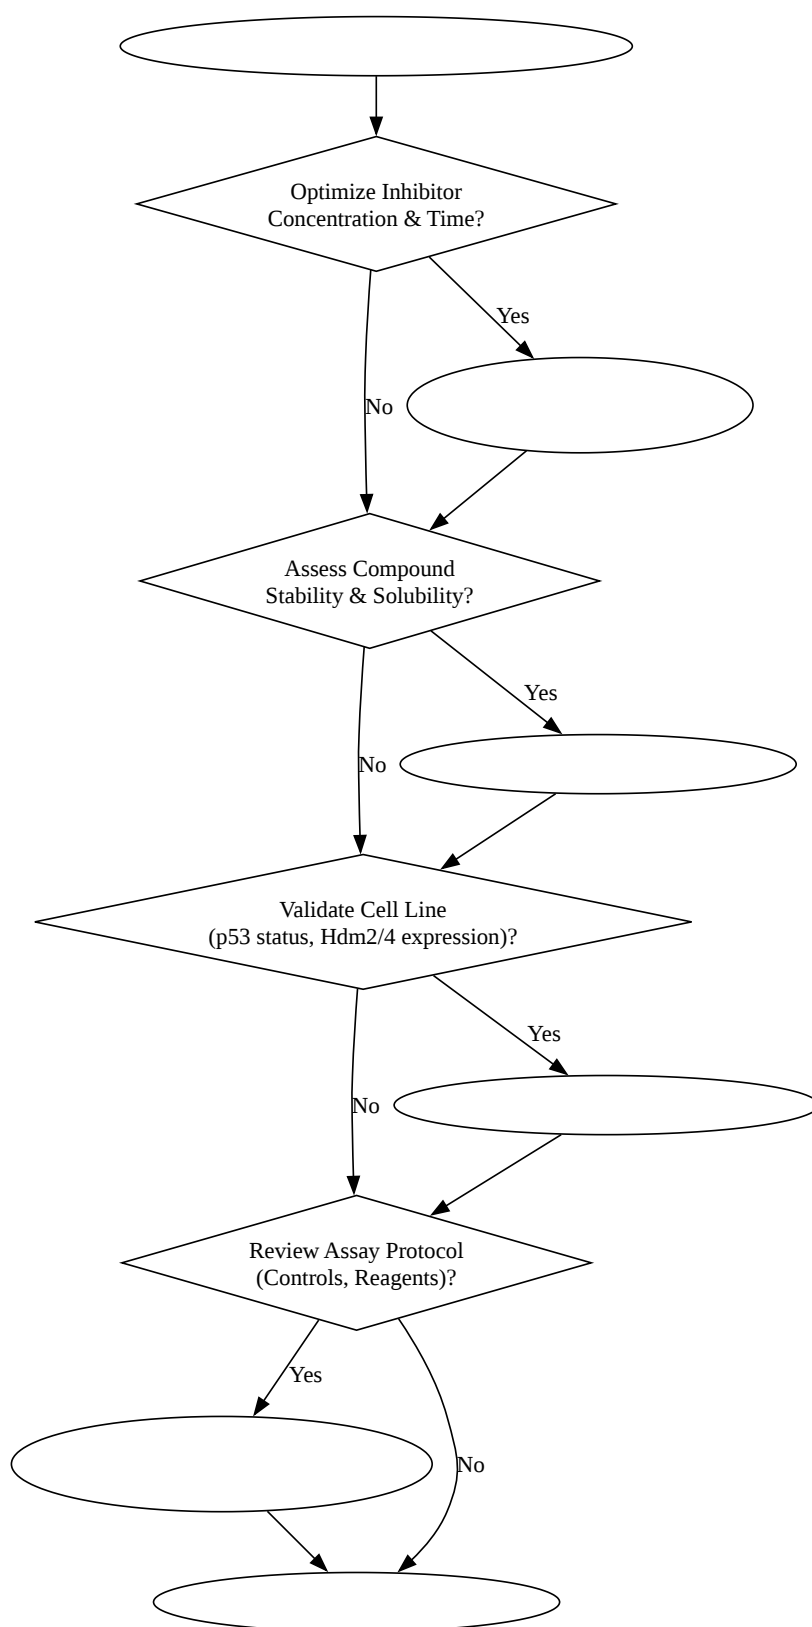 Optimize Inhibitor
Concentration & Time?
Yes
No
Assess Compound
Stability & Solubility?
Yes
No
Validate Cell Line
(p53 status, Hdm2/4 expression)?
Yes
No
Review Assay Protocol
(Controls, Reagents)?
Yes
No